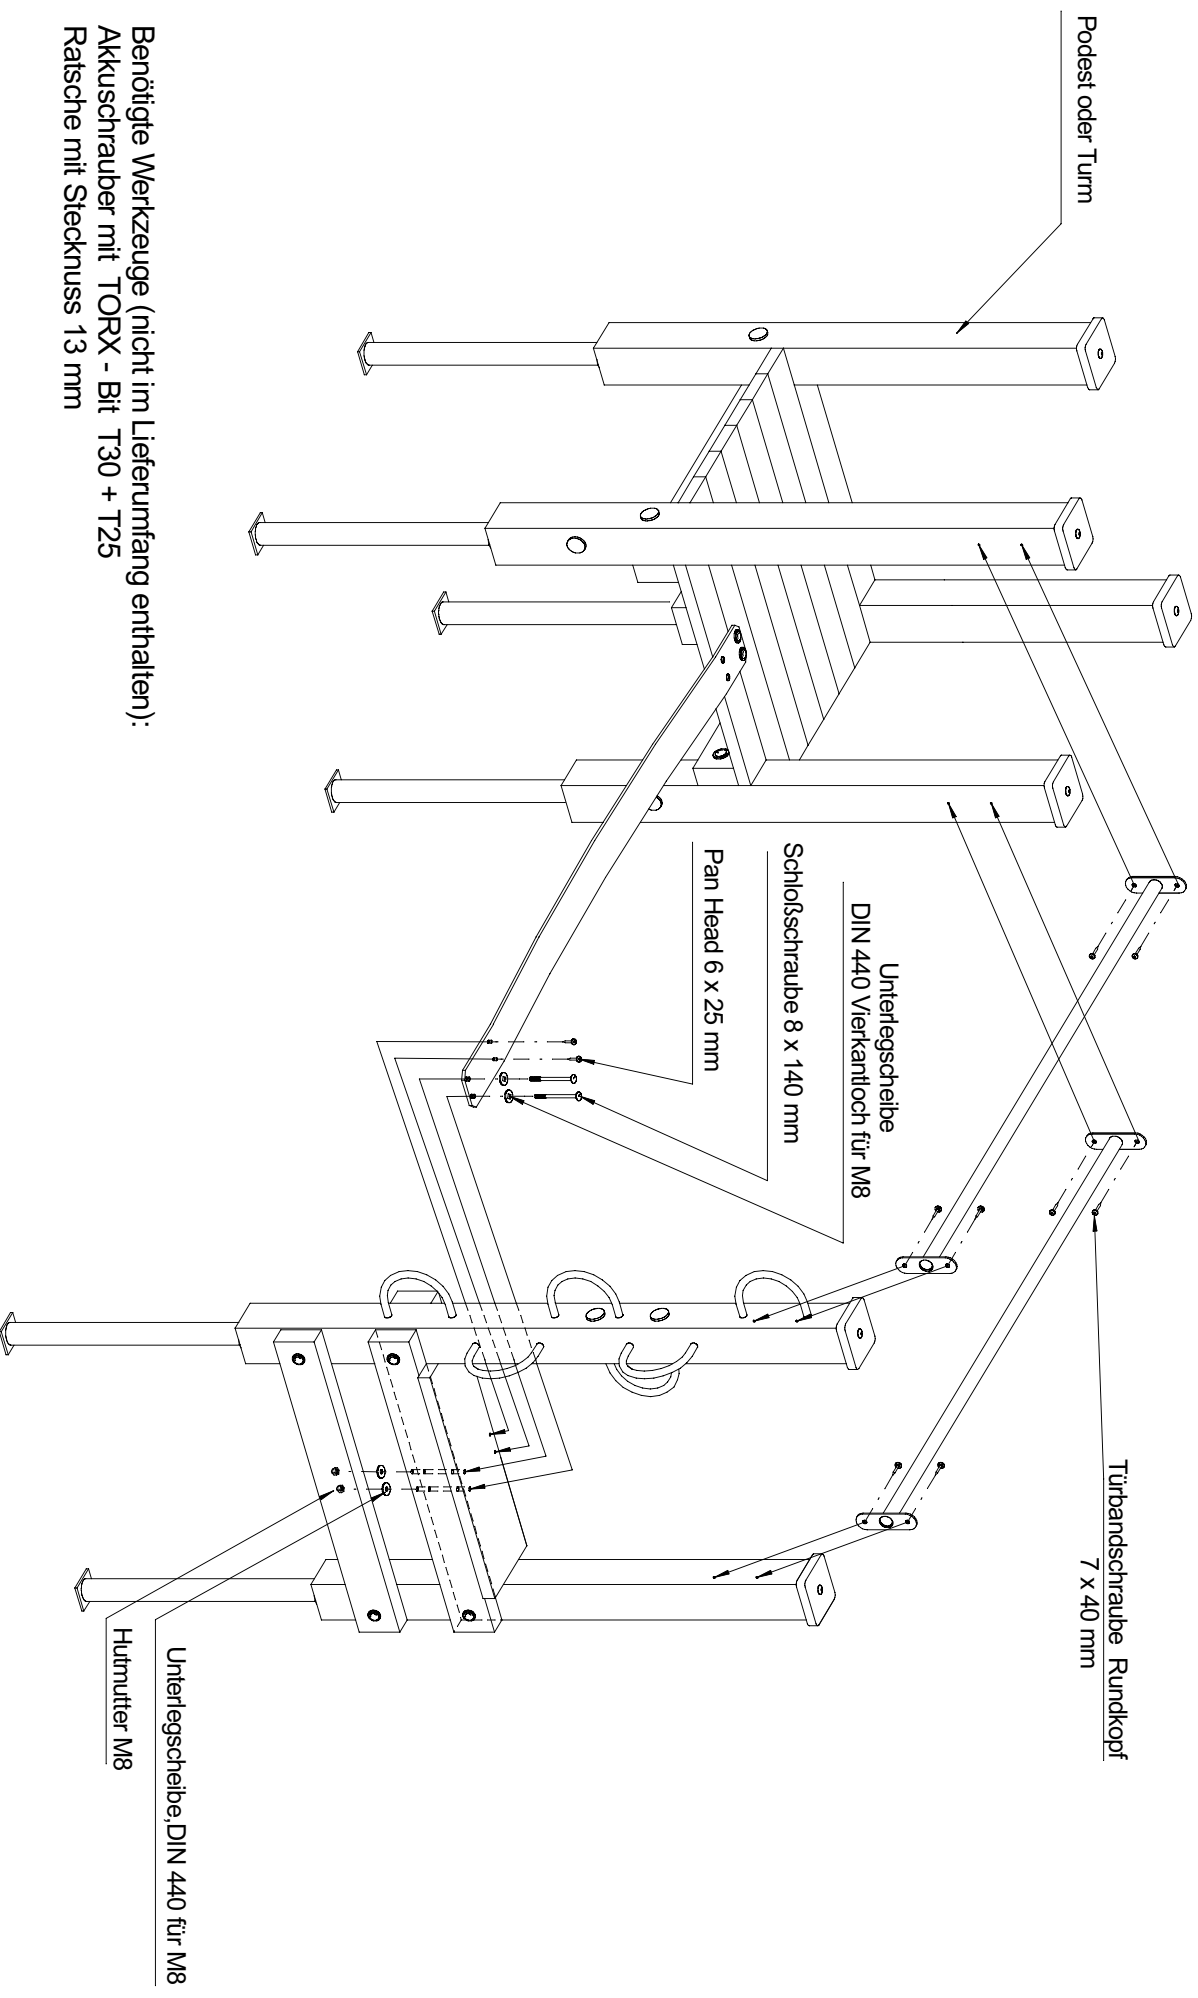 Podest oder Turm
Unterlegscheibe
DIN 440 Vierkantloch für M8
Schloßschraube 8 x 140 mm
Pan Head 6 x 25 mm
Türbandschraube Rundkopf
7 x 40 mm
Unterlegscheibe,DIN 440 für M8
Hutmutter M8
Benötigte Werkzeuge (nicht im Lieferumfang enthalten):
Akkuschrauber mit TORX - Bit T30 + T25
Ratsche mit Stecknuss 13 mm